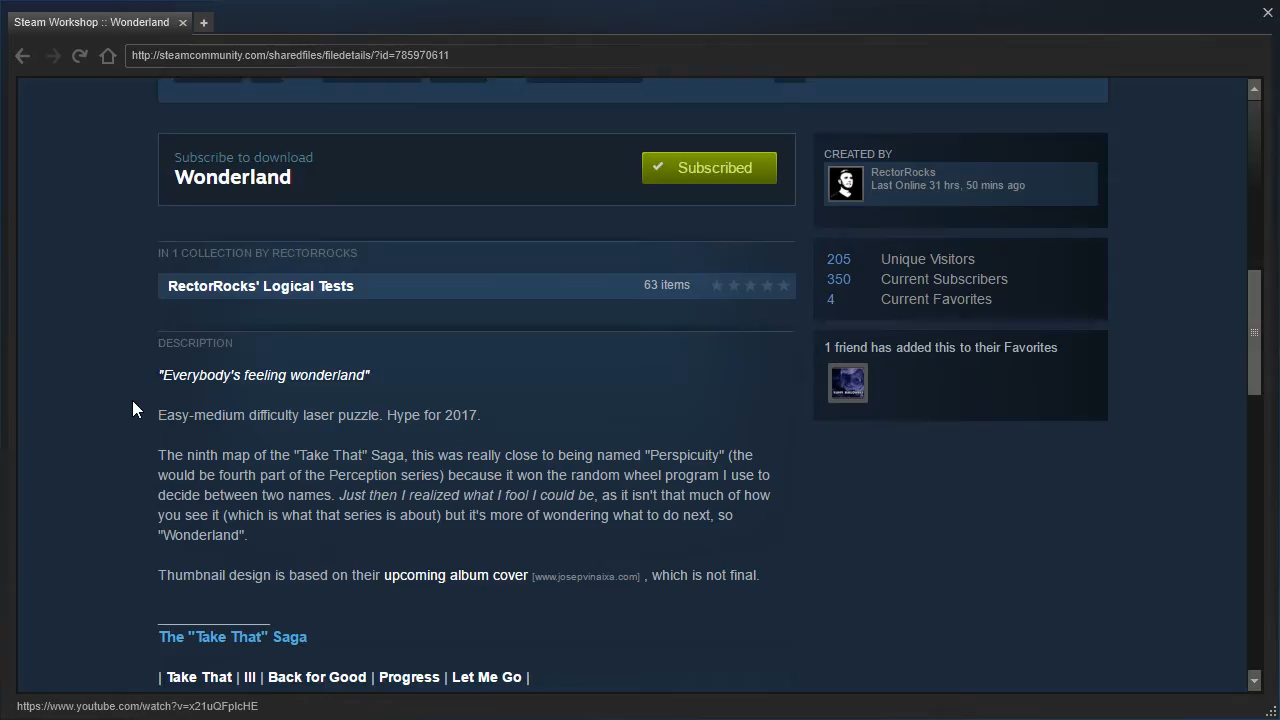 Steam Workshop :: Wonderland
http://steamcommunity.com/sharedfiles/filedetails/?id=785970611
Subscribe to download
Wonderland
Subscribed
CREATED BY
RectorRocks
Last Online 31 hrs, 50 mins ago
IN 1 COLLECTION BY RECTORROCKS
RectorRocks' Logical Tests
63 items
205 Unique Visitors
350 Current Subscribers
4 Current Favorites
1 friend has added this to their Favorites
DESCRIPTION
"Everybody's feeling wonderland"
Easy-medium difficulty laser puzzle. Hype for 2017.
The ninth map of the "Take That" Saga, this was really close to being named "Perspicuity" (the
would be fourth part of the Perception series) because it won the random wheel program I use to
decide between two names. Just then I realized what I fool I could be, as it isn't that much of how
you see it (which is what that series is about) but it's more of wondering what to do next, so
"Wonderland".
Thumbnail design is based on their upcoming album cover [www.josepvinaixa.com] , which is not final.
The "Take That" Saga
| Take That | III | Back for Good | Progress | Let Me Go |
https://www.youtube.com/watch?v=x21uQFpIcHE